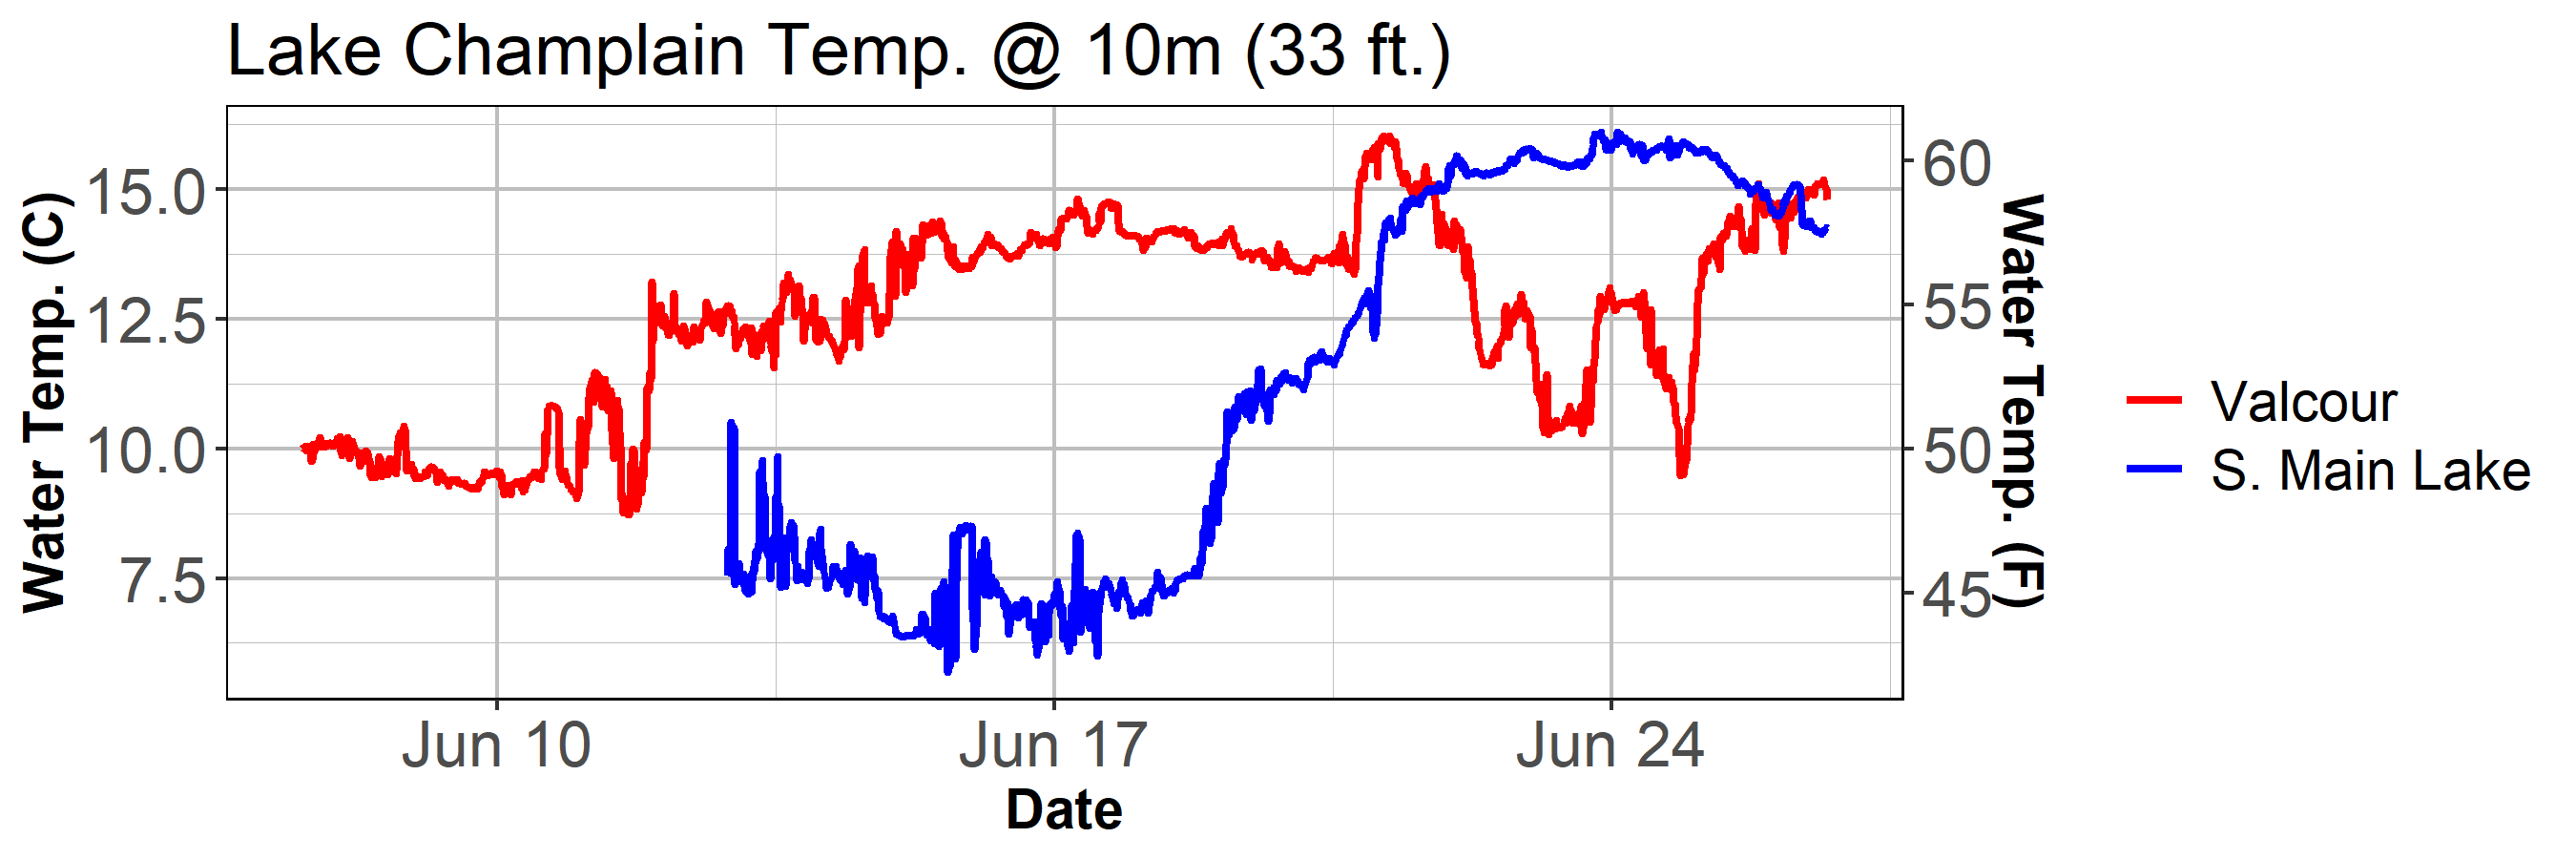 Lake Champlain Temp. @ 10m (33 ft.)
Water Temp. (C)
15.0
12.5
10.0
7.5
60
55
50
45
Water Temp. (F)
Jun 10
Jun 17
Jun 24
Date
Valcour
S. Main Lake